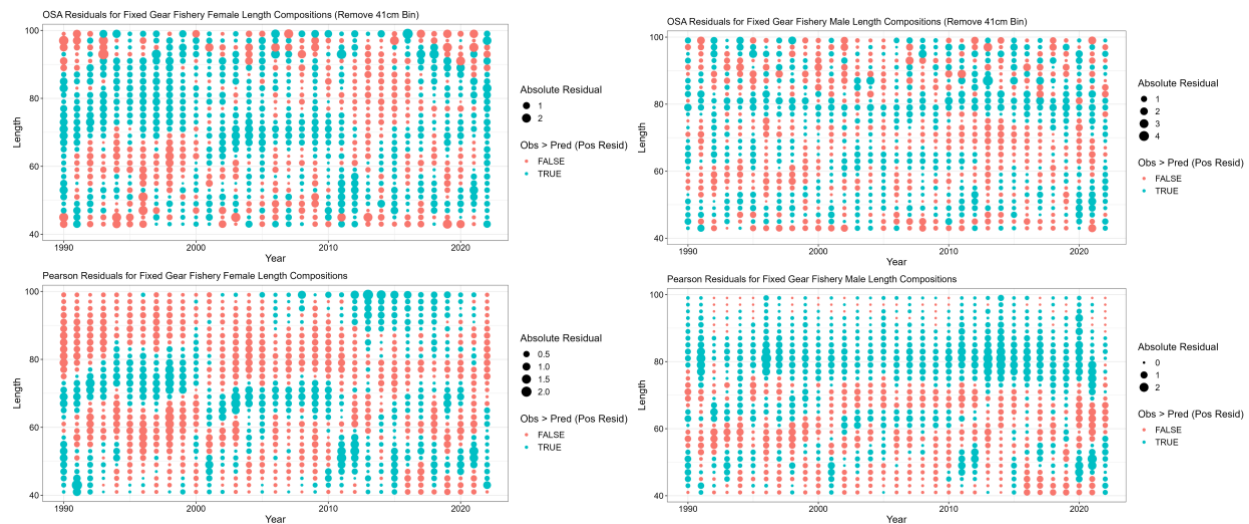 OSA Residuals for Fixed Gear Fishery Female Length Compositions (Remove 41cm Bin)
100
80
60
40
Length
1990
2000
2010
2020
Year
Absolute Residual
1
2
Obs > Pred (Pos Resid)
FALSE
TRUE
OSA Residuals for Fixed Gear Fishery Male Length Compositions (Remove 41cm Bin)
100
80
60
40
Length
1990
2000
2010
2020
Year
Absolute Residual
1
2
3
4
Obs > Pred (Pos Resid)
FALSE
TRUE
Pearson Residuals for Fixed Gear Fishery Female Length Compositions
100
80
60
40
Length
1990
2000
2010
2020
Year
Absolute Residual
0.5
1.0
1.5
2.0
Obs > Pred (Pos Resid)
FALSE
TRUE
Pearson Residuals for Fixed Gear Fishery Male Length Compositions
100
80
60
40
Length
1990
2000
2010
2020
Year
Absolute Residual
0
1
2
Obs > Pred (Pos Resid)
FALSE
TRUE